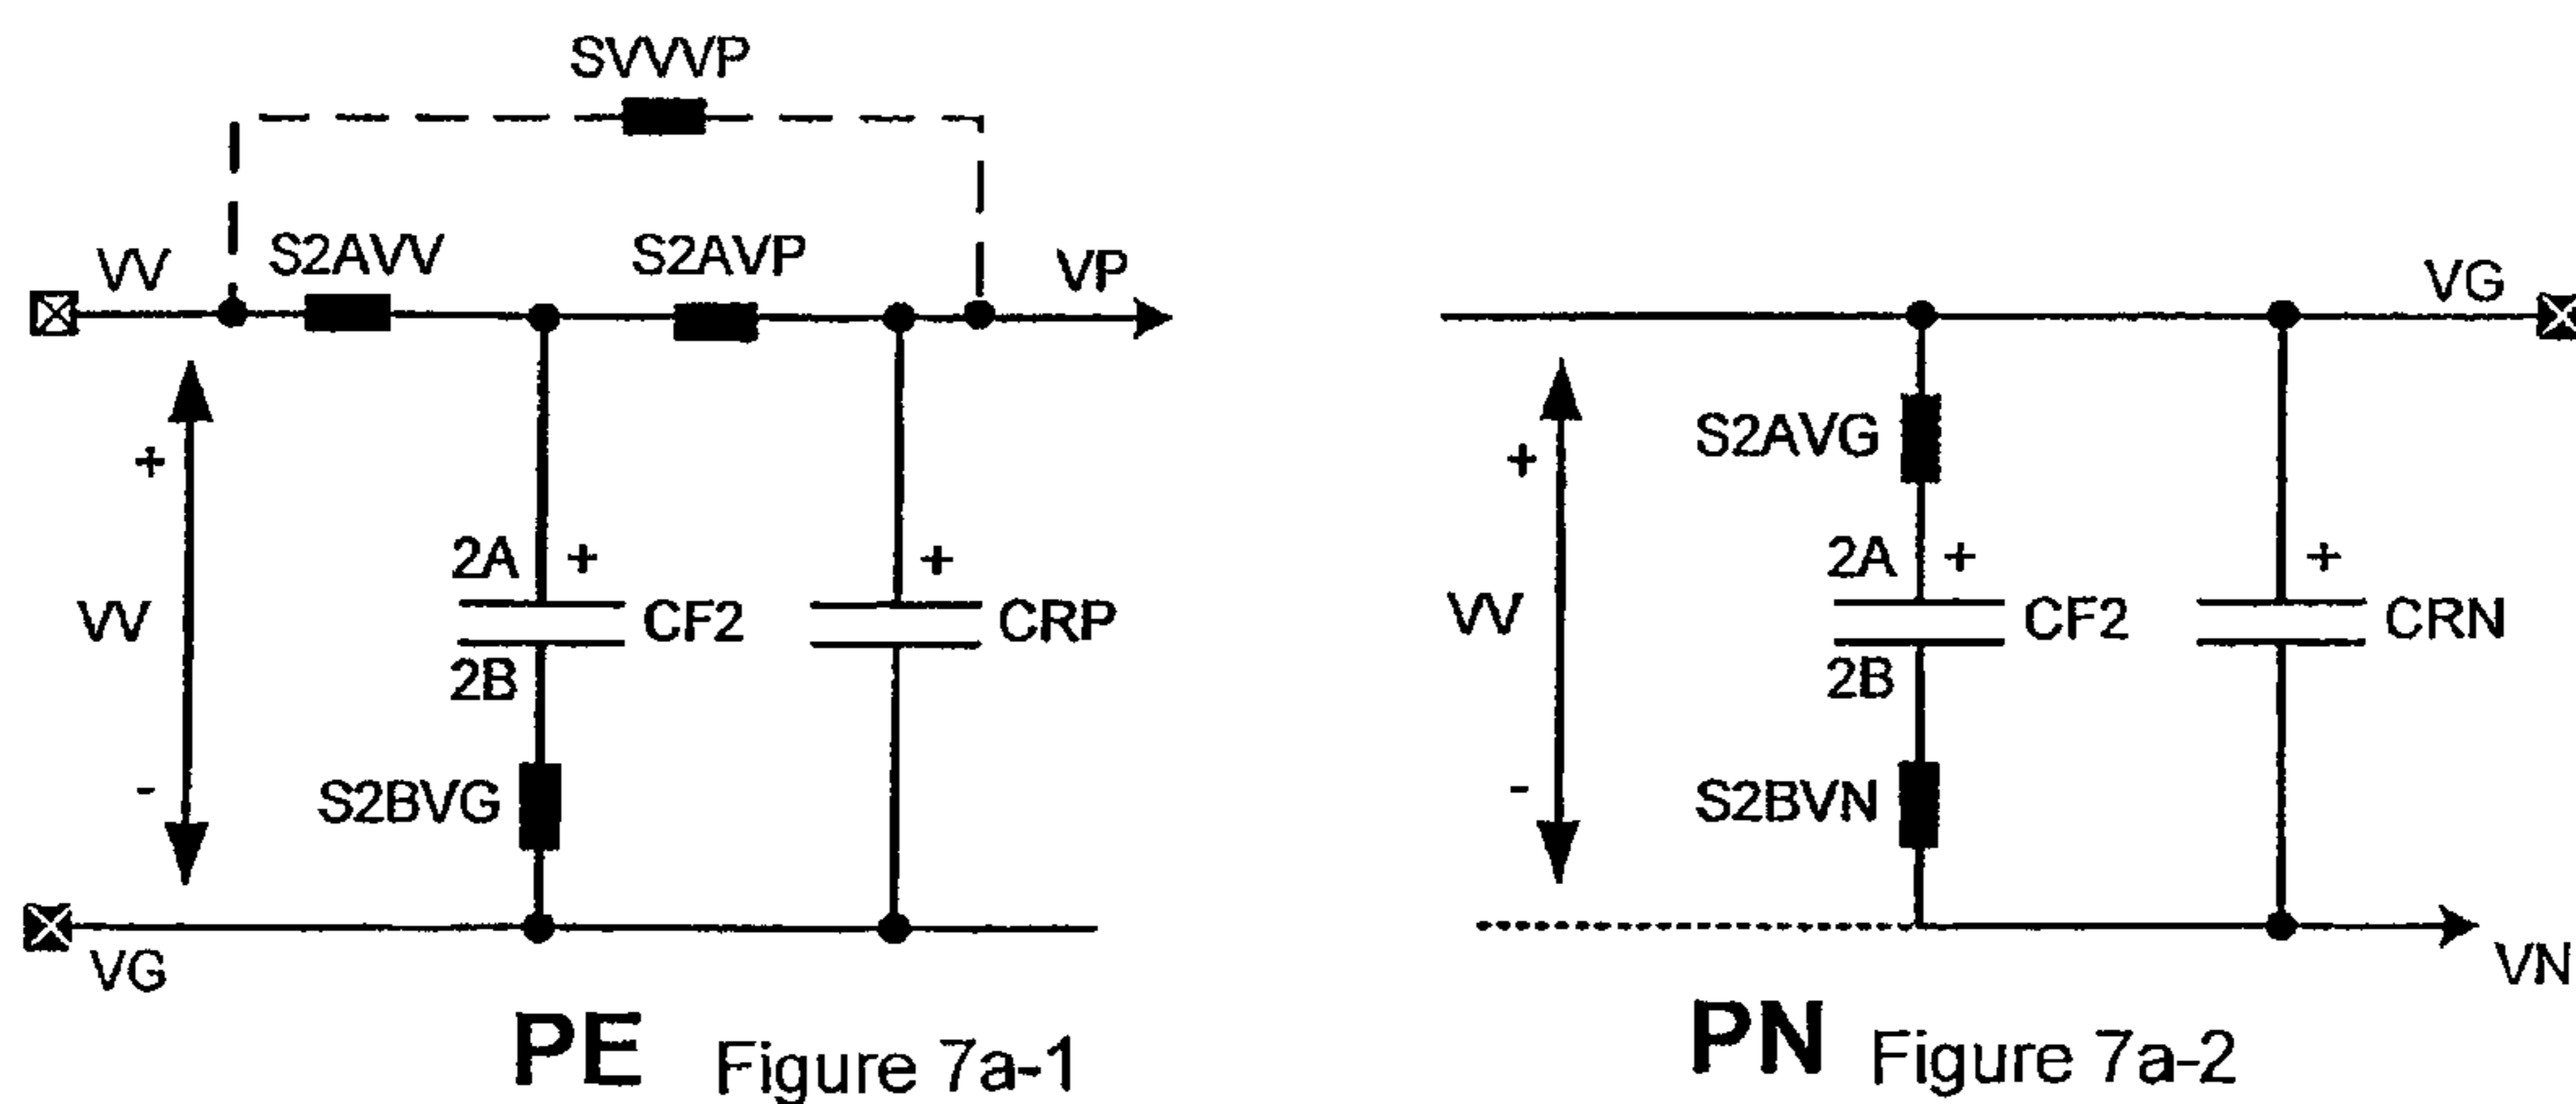 SVVVP
VV
S2AVV
S2AVP
VP
+
VV
-
2A
+
CF2
2B
+
CRP
S2BVG
VG
PE
Figure 7a-1
VG
S2AVG
+
VV
-
2A
+
CF2
2B
+
CRN
S2BVN
VN
PN
Figure 7a-2